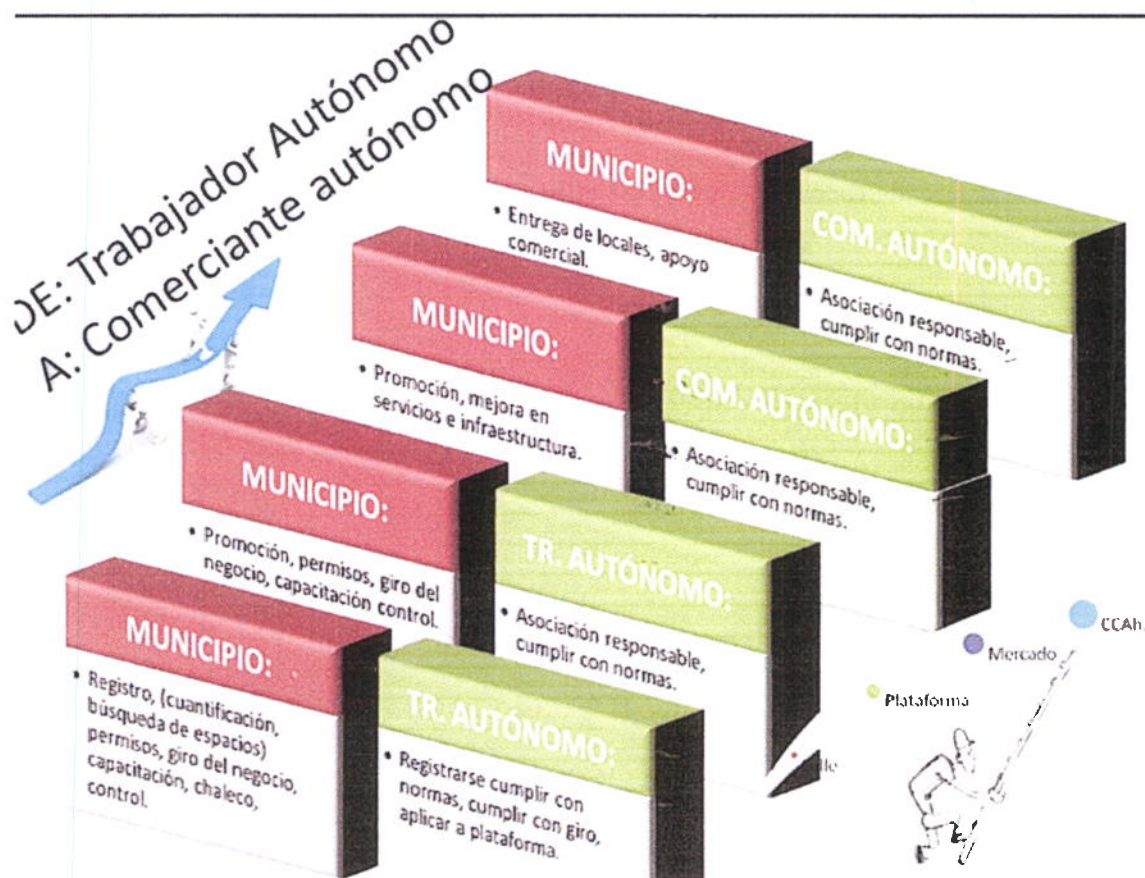 DE: Trabajador Autónomo
A: Comerciante autónomo
MUNICIPIO:
• Entrega de locales, apoyo
comercial.
COM. AUTÓNOMO:
• Asociación responsable,
cumplir con normas.
MUNICIPIO:
• Promoción, mejora en
servicios e infraestructura.
COM. AUTÓNOMO:
• Asociación responsable,
cumplir con normas.
MUNICIPIO:
• Promoción, permisos, giro del
negocio, capacitación control.
TR. AUTÓNOMO:
• Asociación responsable,
cumplir con normas.
MUNICIPIO:
• Registro, (cuantificación,
búsqueda de espacios)
permisos, giro del negocio,
capacitación, chaleco,
control.
TR. AUTÓNOMO:
• Registrarse cumplir con
normas, cumplir con giro,
aplicar a plataforma.
CCAh.
Mercado
Plataforma